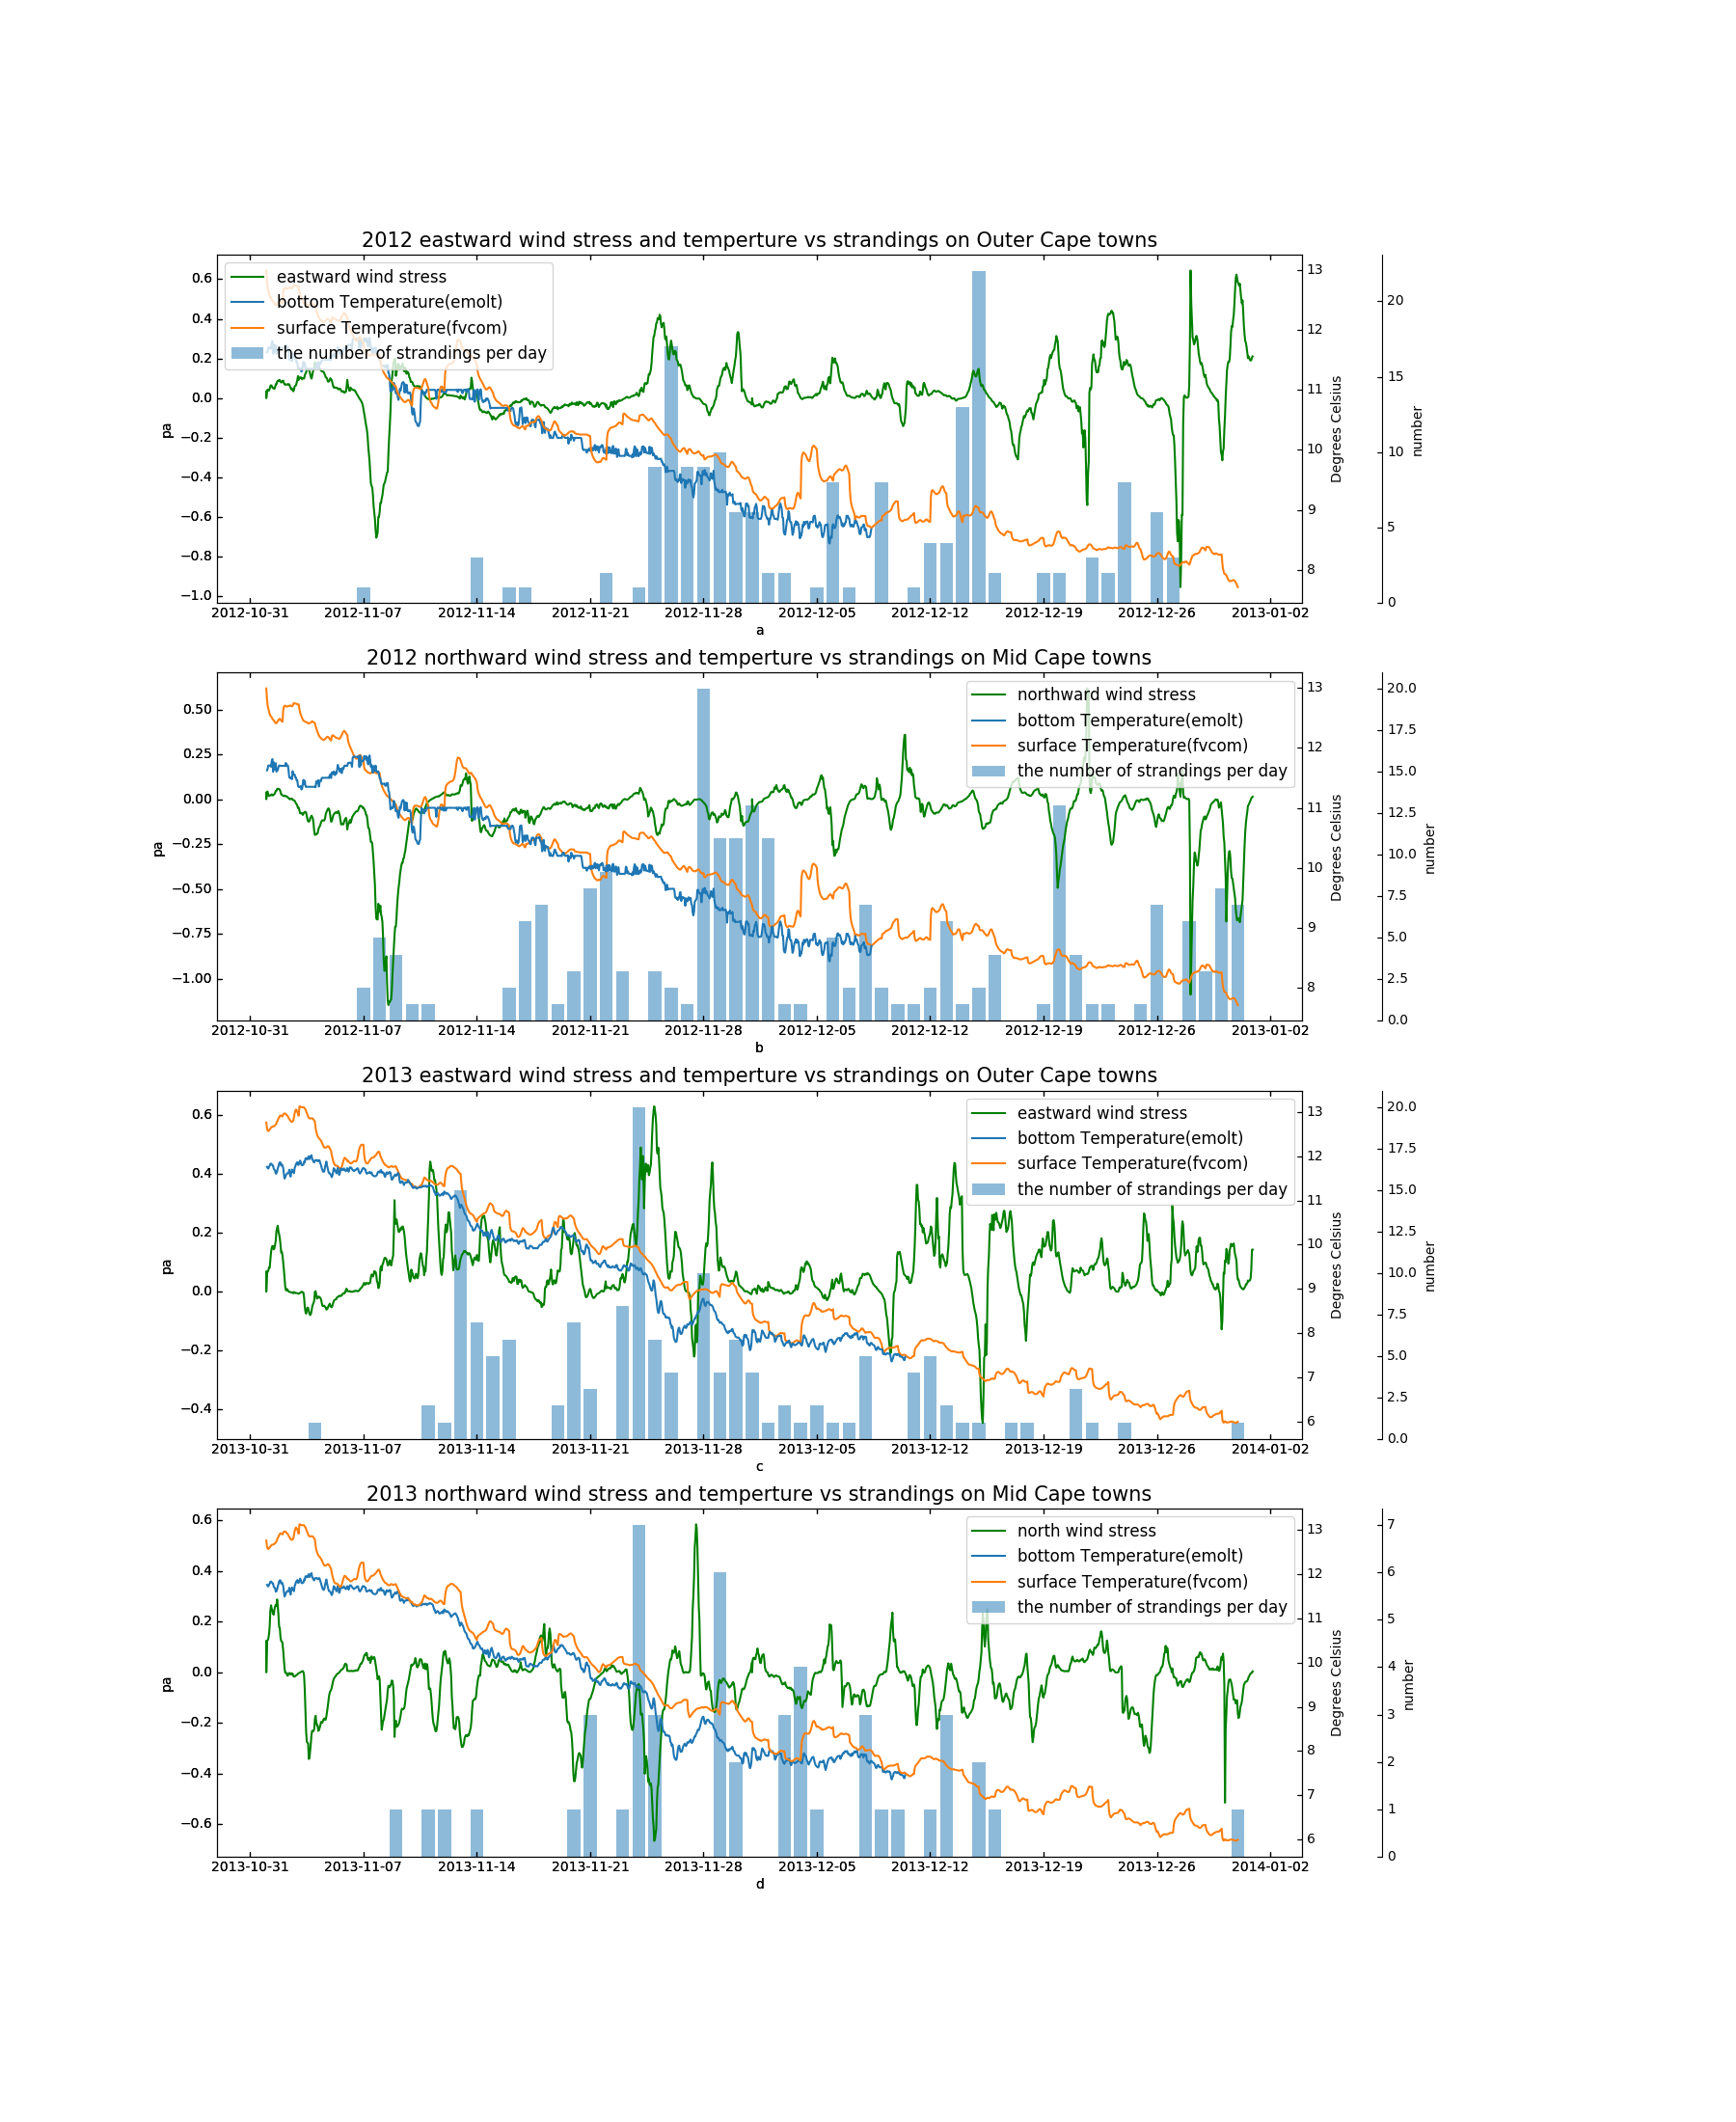 2012 eastward wind stress and temperture vs strandings on Outer Cape towns
eastward wind stress
bottom Temperature(emolt)
surface Temperature(fvcom)
the number of strandings per day
0.6
0.4
0.2
0.0
−0.2
−0.4
−0.6
−0.8
−1.0
pa
13
12
11
10
9
8
Degrees Celsius
20
15
10
5
0
number
2012-10-31 2012-11-07 2012-11-14 2012-11-21 2012-11-28 2012-12-05 2012-12-12 2012-12-19 2012-12-26 2013-01-02
a
2012 northward wind stress and temperture vs strandings on Mid Cape towns
northward wind stress
bottom Temperature(emolt)
surface Temperature(fvcom)
the number of strandings per day
0.50
0.25
0.00
−0.25
−0.50
−0.75
−1.00
pa
13
12
11
10
9
8
Degrees Celsius
20.0
17.5
15.0
12.5
10.0
7.5
5.0
2.5
0.0
number
2012-10-31 2012-11-07 2012-11-14 2012-11-21 2012-11-28 2012-12-05 2012-12-12 2012-12-19 2012-12-26 2013-01-02
b
2013 eastward wind stress and temperture vs strandings on Outer Cape towns
eastward wind stress
bottom Temperature(emolt)
surface Temperature(fvcom)
the number of strandings per day
0.6
0.4
0.2
0.0
−0.2
−0.4
pa
13
12
11
10
9
8
7
6
Degrees Celsius
20.0
17.5
15.0
12.5
10.0
7.5
5.0
2.5
0.0
number
2013-10-31 2013-11-07 2013-11-14 2013-11-21 2013-11-28 2013-12-05 2013-12-12 2013-12-19 2013-12-26 2014-01-02
c
2013 northward wind stress and temperture vs strandings on Mid Cape towns
north wind stress
bottom Temperature(emolt)
surface Temperature(fvcom)
the number of strandings per day
0.6
0.4
0.2
0.0
−0.2
−0.4
−0.6
pa
13
12
11
10
9
8
7
6
Degrees Celsius
7
6
5
4
3
2
1
0
number
2013-10-31 2013-11-07 2013-11-14 2013-11-21 2013-11-28 2013-12-05 2013-12-12 2013-12-19 2013-12-26 2014-01-02
d